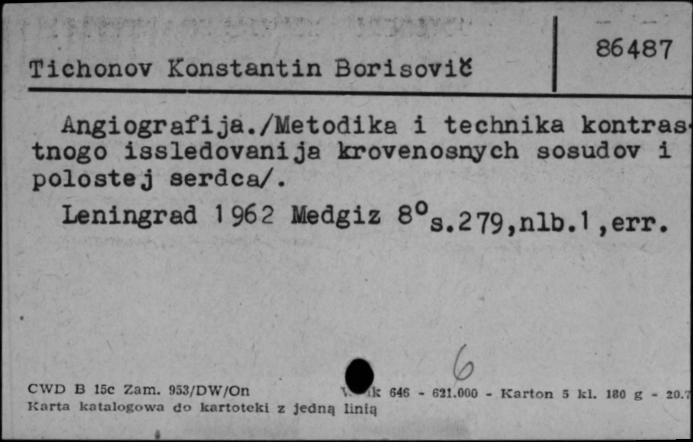 86487
Tichonov Konstantin Borisovič
Angiografija./Metodika i technika kontras-
tnogo issledovanija krovenosnych sosudov i
polostej serdca/.
Leningrad 1962 Medgiz 8° s.279,nlb.1,err.
6
CWD B 15c Zam. 953/DW/On 646 - 621.000 - Karton 5 kl. 180 g - 20.7
Karta katalogowa do kartoteki z jedną linią